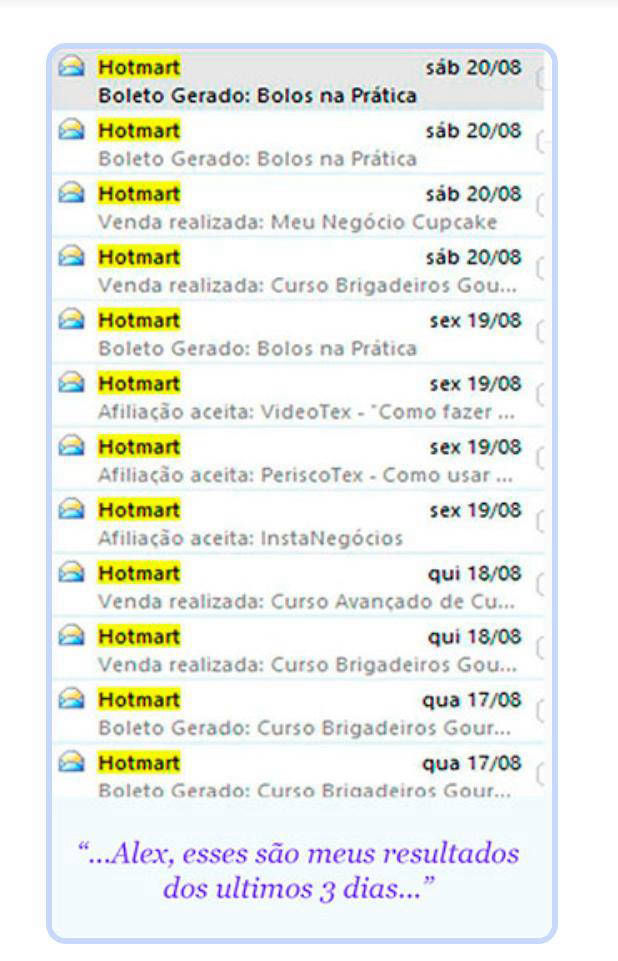 Hotmart sáb 20/08
Boleto Gerado: Bolos na Prática
Hotmart sáb 20/08
Boleto Gerado: Bolos na Prática
Hotmart sáb 20/08
Venda realizada: Meu Negócio Cupcake
Hotmart sáb 20/08
Venda realizada: Curso Brigadeiros Gou...
Hotmart sex 19/08
Boleto Gerado: Bolos na Prática
Hotmart sex 19/08
Afiliação aceita: VideoTex - "Como fazer ...
Hotmart sex 19/08
Afiliação aceita: PeriscoTex - Como usar ...
Hotmart sex 19/08
Afiliação aceita: InstaNegócios
Hotmart qui 18/08
Venda realizada: Curso Avançado de Cu...
Hotmart qui 18/08
Venda realizada: Curso Brigadeiros Gou...
Hotmart qua 17/08
Boleto Gerado: Curso Brigadeiros Gour...
Hotmart qua 17/08
Boleto Gerado: Curso Brigadeiros Gour...
“...Alex, esses são meus resultados
dos ultimos 3 dias...”